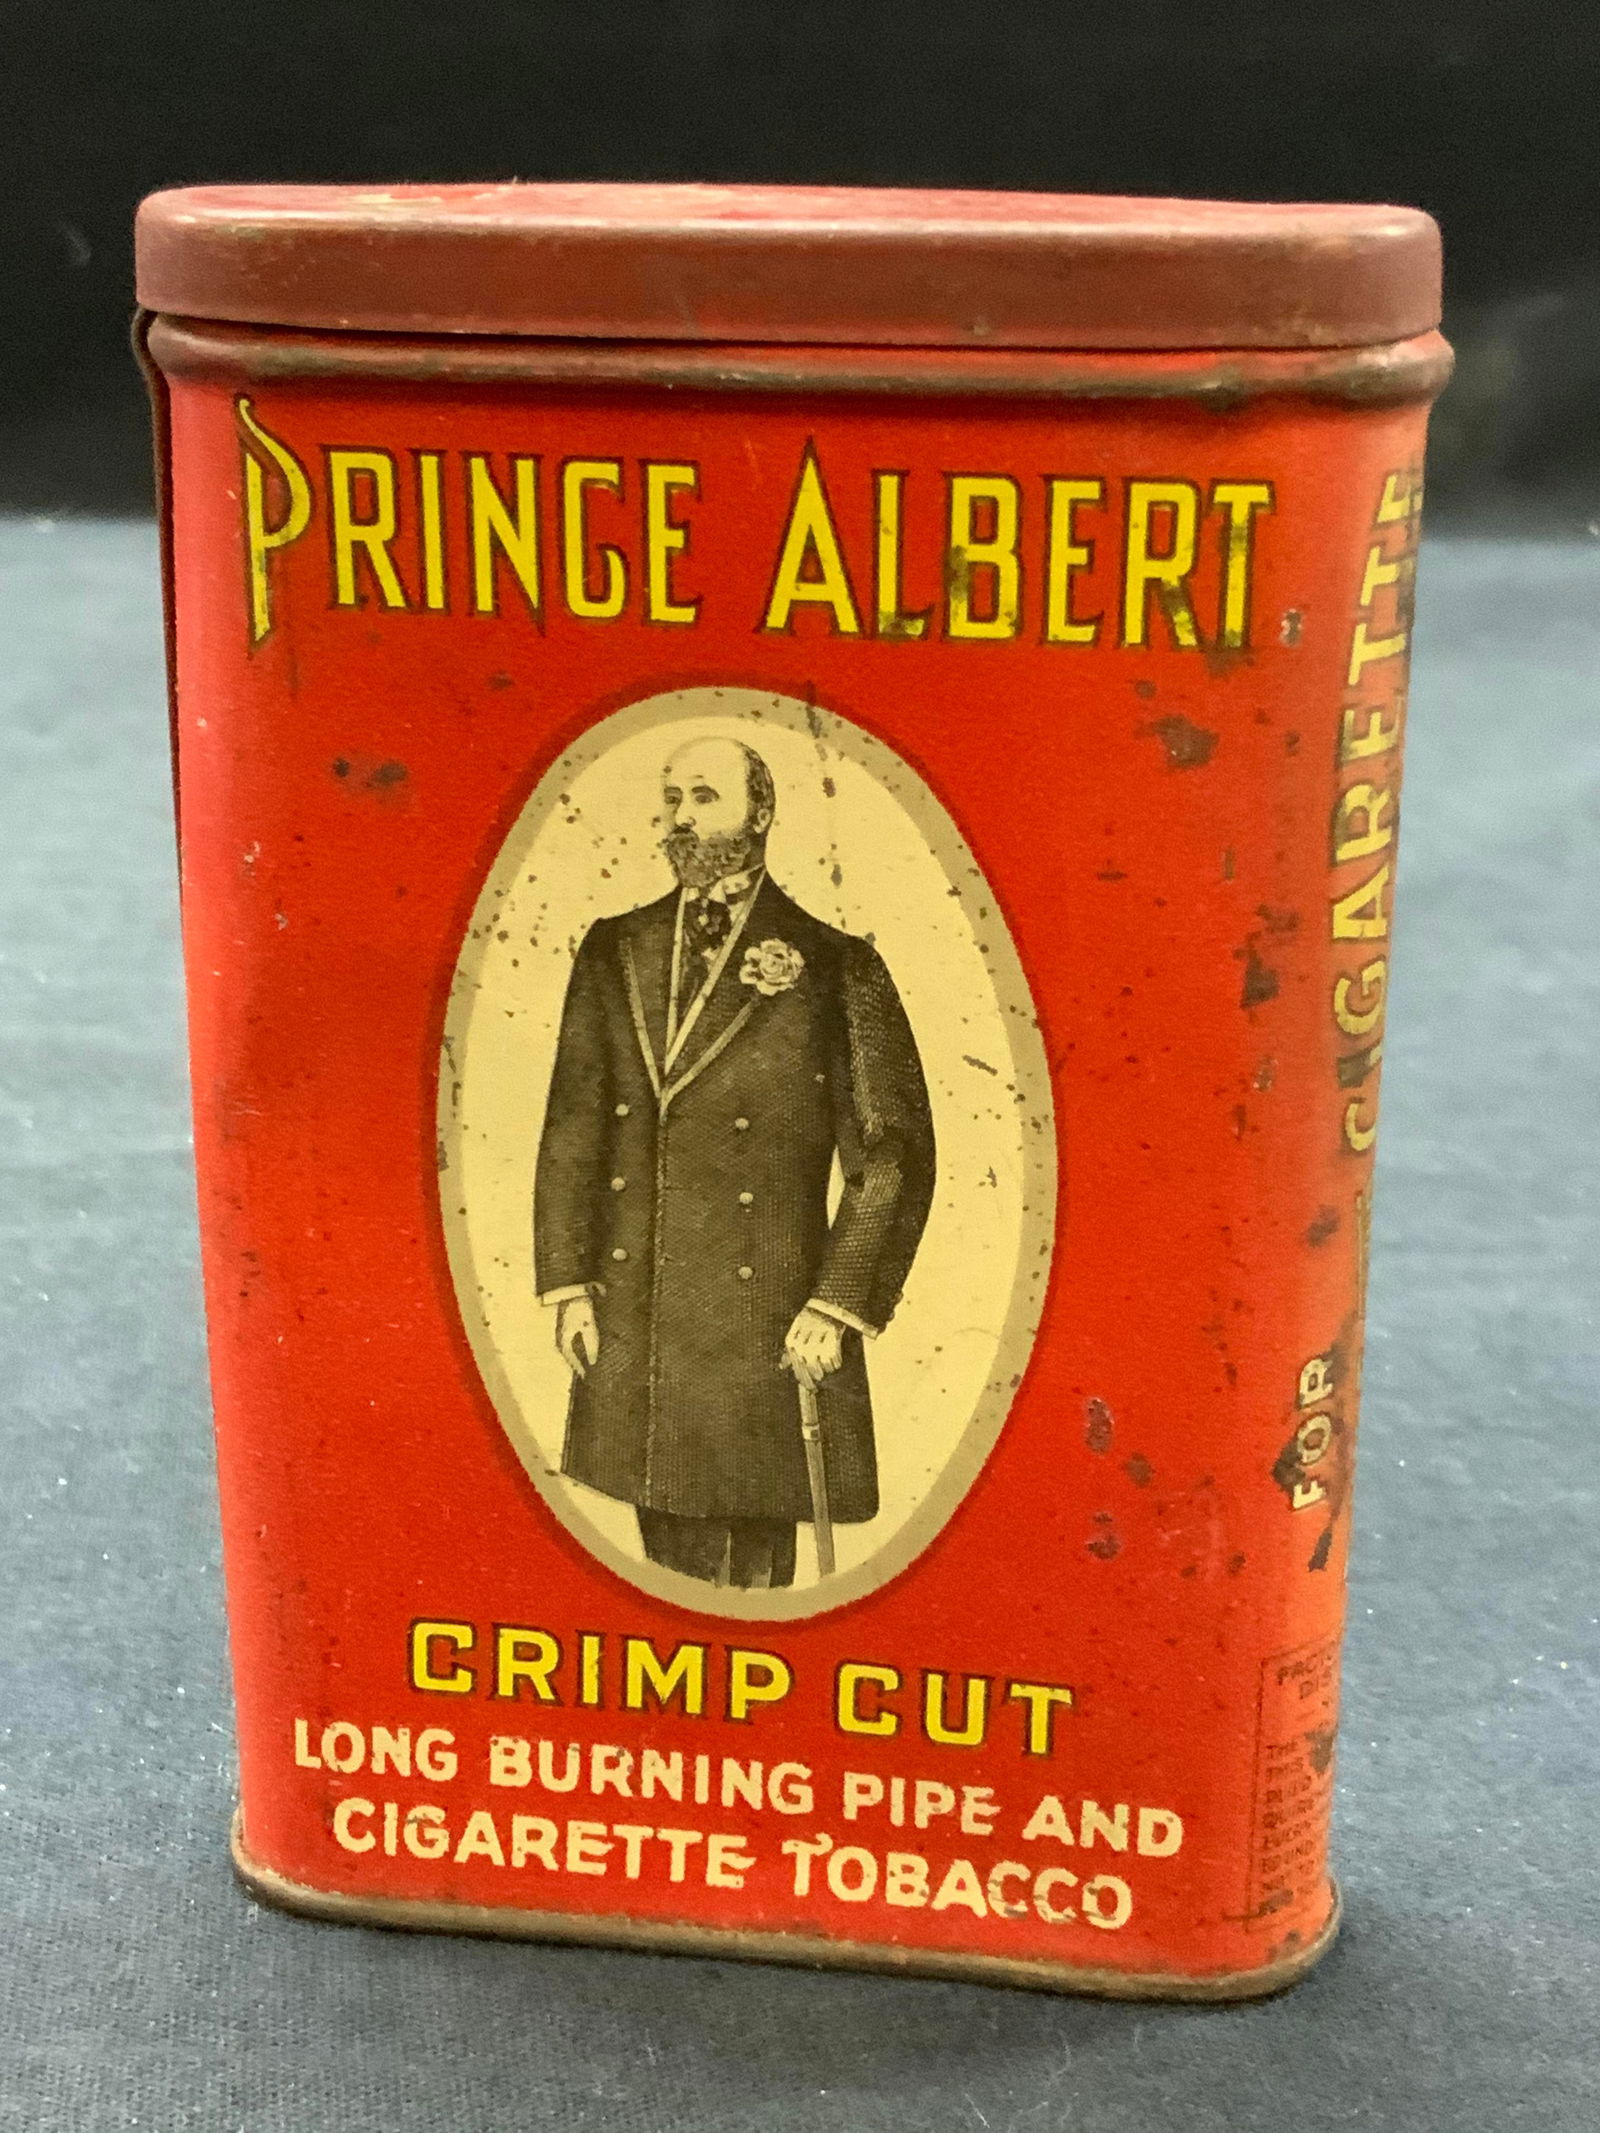 PRINCE ALBERT
CRIMP CUT
LONG BURNING PIPE AND
CIGARETTE TOBACCO
FOR
CIGARETTE